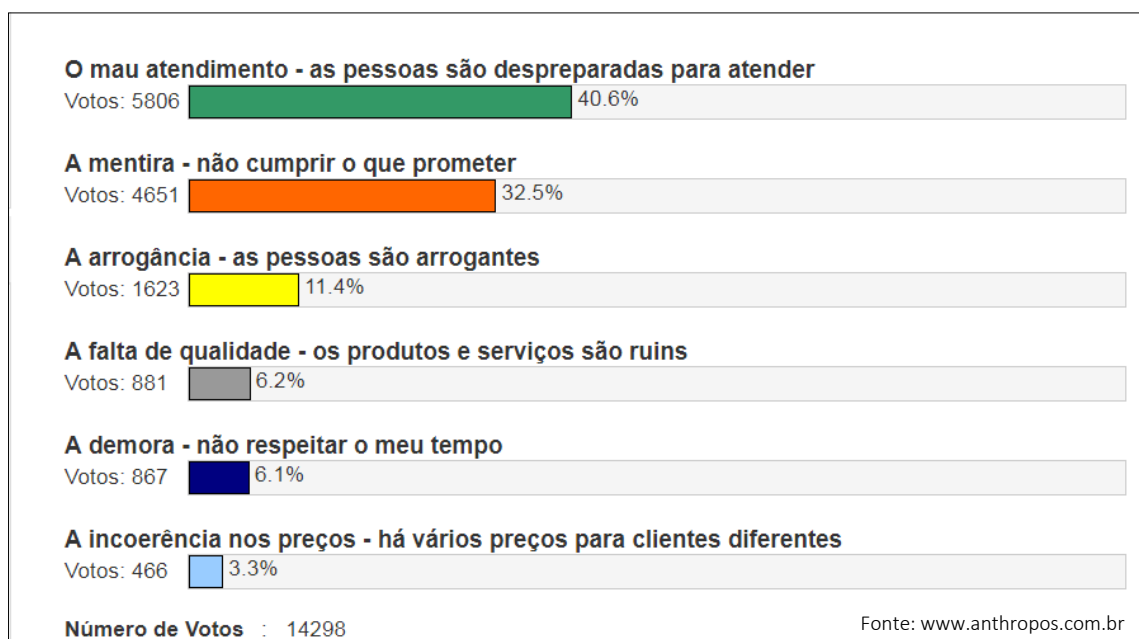 O mau atendimento - as pessoas são despreparadas para atender
Votos: 5806 40.6%
A mentira - não cumprir o que prometer
Votos: 4651 32.5%
A arrogância - as pessoas são arrogantes
Votos: 1623 11.4%
A falta de qualidade - os produtos e serviços são ruins
Votos: 881 6.2%
A demora - não respeitar o meu tempo
Votos: 867 6.1%
A incoerência nos preços - há vários preços para clientes diferentes
Votos: 466 3.3%
Número de Votos : 14298
Fonte: www.anthropos.com.br